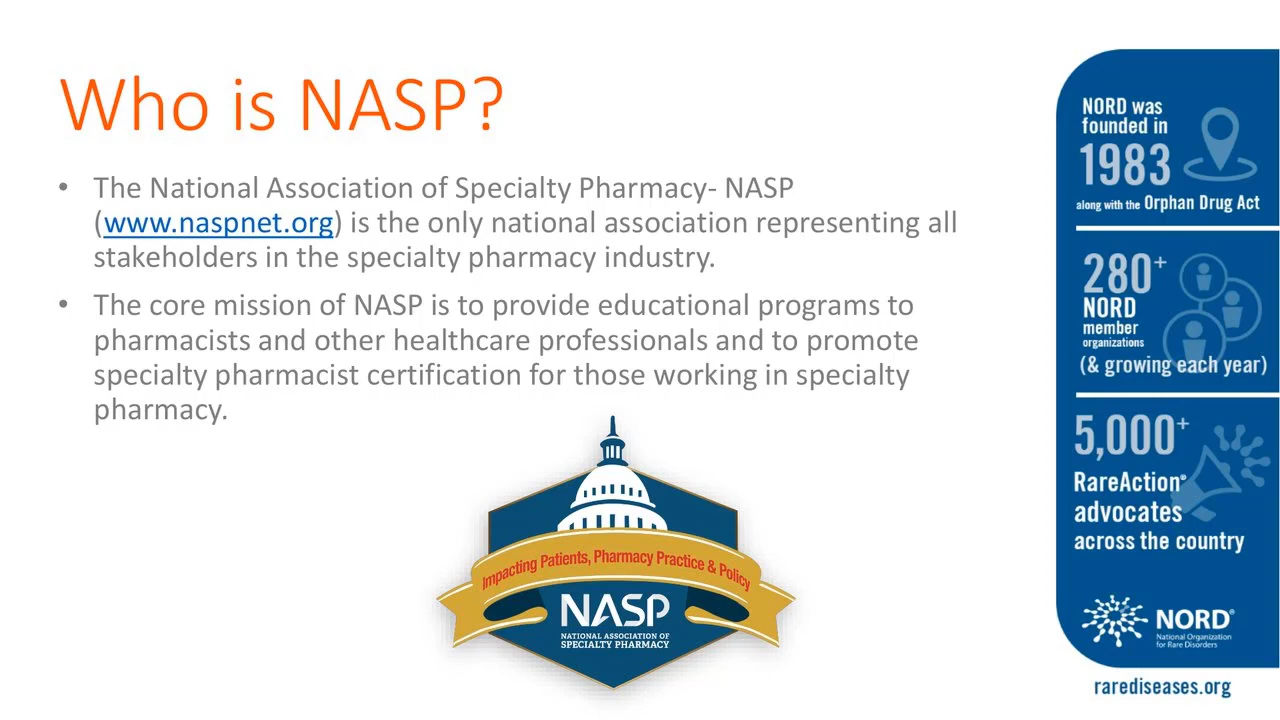 Who is NASP?
• The National Association of Specialty Pharmacy- NASP
(www.naspnet.org) is the only national association representing all
stakeholders in the specialty pharmacy industry.
• The core mission of NASP is to provide educational programs to
pharmacists and other healthcare professionals and to promote
specialty pharmacist certification for those working in specialty
pharmacy.
Impacting Patients, Pharmacy Practice & Policy
NASP
NATIONAL ASSOCIATION OF
SPECIALTY PHARMACY
NORD was
founded in
1983
along with the Orphan Drug Act
280+
NORD
member
organizations
(& growing each year)
5,000+
RareAction®
advocates
across the country
NORD®
National Organization
for Rare Disorders
rarediseases.org